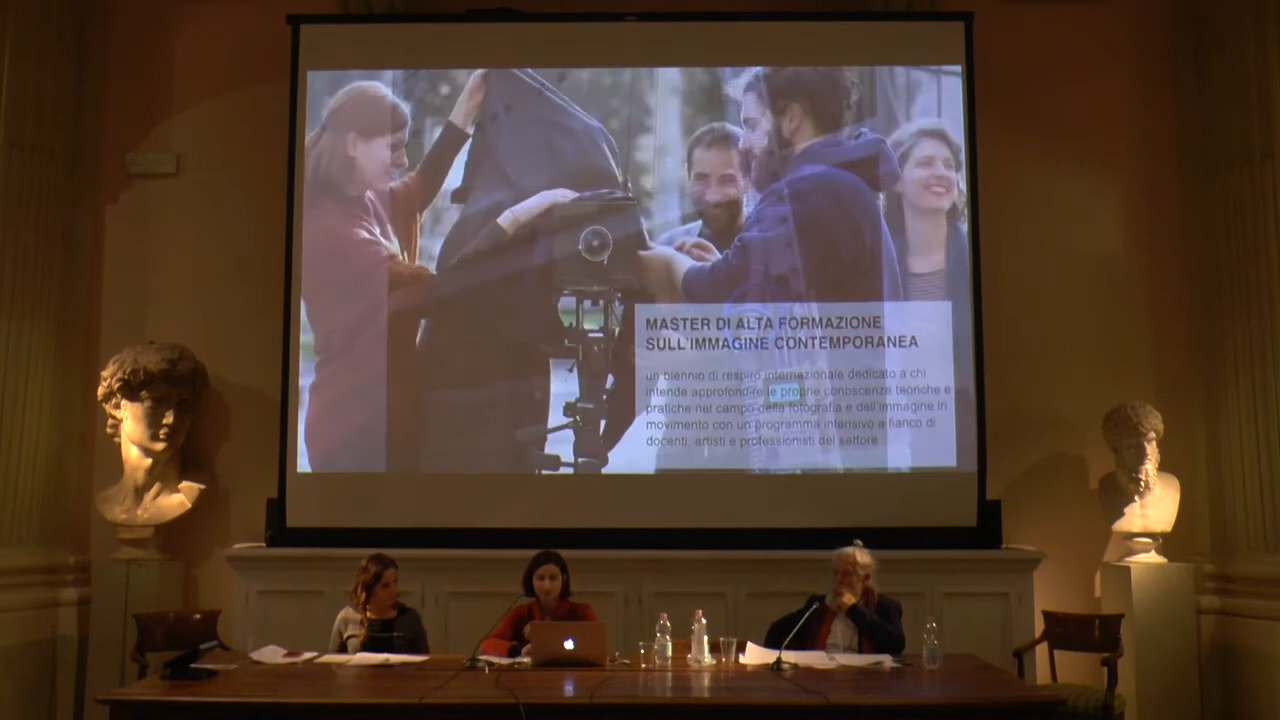 MASTER DI ALTA FORMAZIONE
SULL'IMMAGINE CONTEMPORANEA
un biennio di respiro internazionale dedicato a chi
intende approfondire le proprie conoscenze teoriche e
pratiche nel campo della fotografia e dell'immagine in
movimento con un programma intensivo a fianco di
docenti, artisti e professionisti del settore